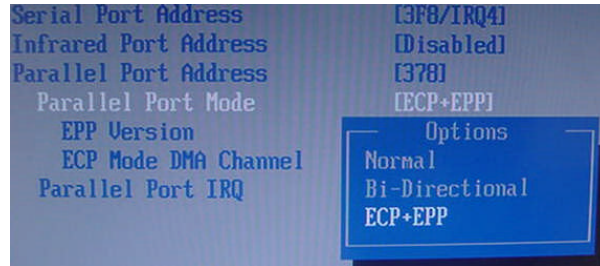 Serial Port Address [3F8/IRQ4]
Infrared Port Address [Disabled]
Parallel Port Address [378]
Parallel Port Mode [ECP+EPP]
EPP Version
ECP Mode DMA Channel
Parallel Port IRQ
Options
Normal
Bi-Directional
ECP+EPP